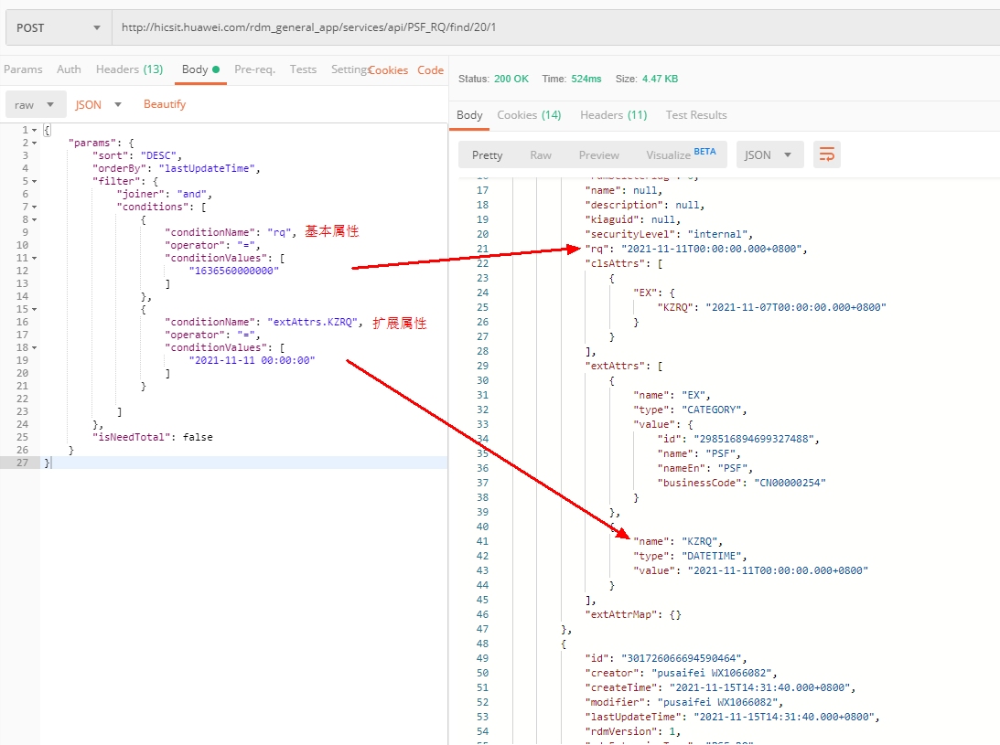 POST
http://hicsit.huawei.com/rdm_general_app/services/api/PSF_RQ/find/20/1
Params Auth Headers (13) Body Pre-req. Tests Settings Cookies Code
raw JSON Beautify
1 {
2 "params": {
3 "sort": "DESC",
4 "orderBy": "lastUpdateTime",
5 "filter": {
6 "joiner": "and",
7 "conditions": [
8 {
9 "conditionName": "rq", 基本属性
10 "operator": "=",
11 "conditionValues": [
12 "1636560000000"
13 ]
14 },
15 {
16 "conditionName": "extAttrs.KZRQ", 扩展属性
17 "operator": "=",
18 "conditionValues": [
19 "2021-11-11 00:00:00"
20 ]
21 }
22
23 ]
24 },
25 "isNeedTotal": false
26 }
27 }
Status: 200 OK Time: 524ms Size: 4.47 KB
Body Cookies (14) Headers (11) Test Results
Pretty Raw Preview Visualize BETA JSON
17 "name": null,
18 "description": null,
19 "kiaguid": null,
20 "securityLevel": "internal",
21 "rq": "2021-11-11T00:00:00.000+0800",
22 "clsAttrs": [
23 {
24 "EX": {
25 "KZRQ": "2021-11-07T00:00:00.000+0800"
26 }
27 }
28 ],
29 "extAttrs": [
30 {
31 "name": "EX",
32 "type": "CATEGORY",
33 "value": {
34 "id": "298516894699327488",
35 "name": "PSF",
36 "nameEn": "PSF",
37 "businessCode": "CN00000254"
38 }
39 },
40 {
41 "name": "KZRQ",
42 "type": "DATETIME",
43 "value": "2021-11-11T00:00:00.000+0800"
44 }
45 ],
46 "extAttrMap": {}
47 },
48 {
49 "id": "301726066694590464",
50 "creator": "pusaifei WX1066082",
51 "createTime": "2021-11-15T14:31:40.000+0800",
52 "modifier": "pusaifei WX1066082",
53 "lastUpdateTime": "2021-11-15T14:31:40.000+0800",
54 "rdmVersion": 1,